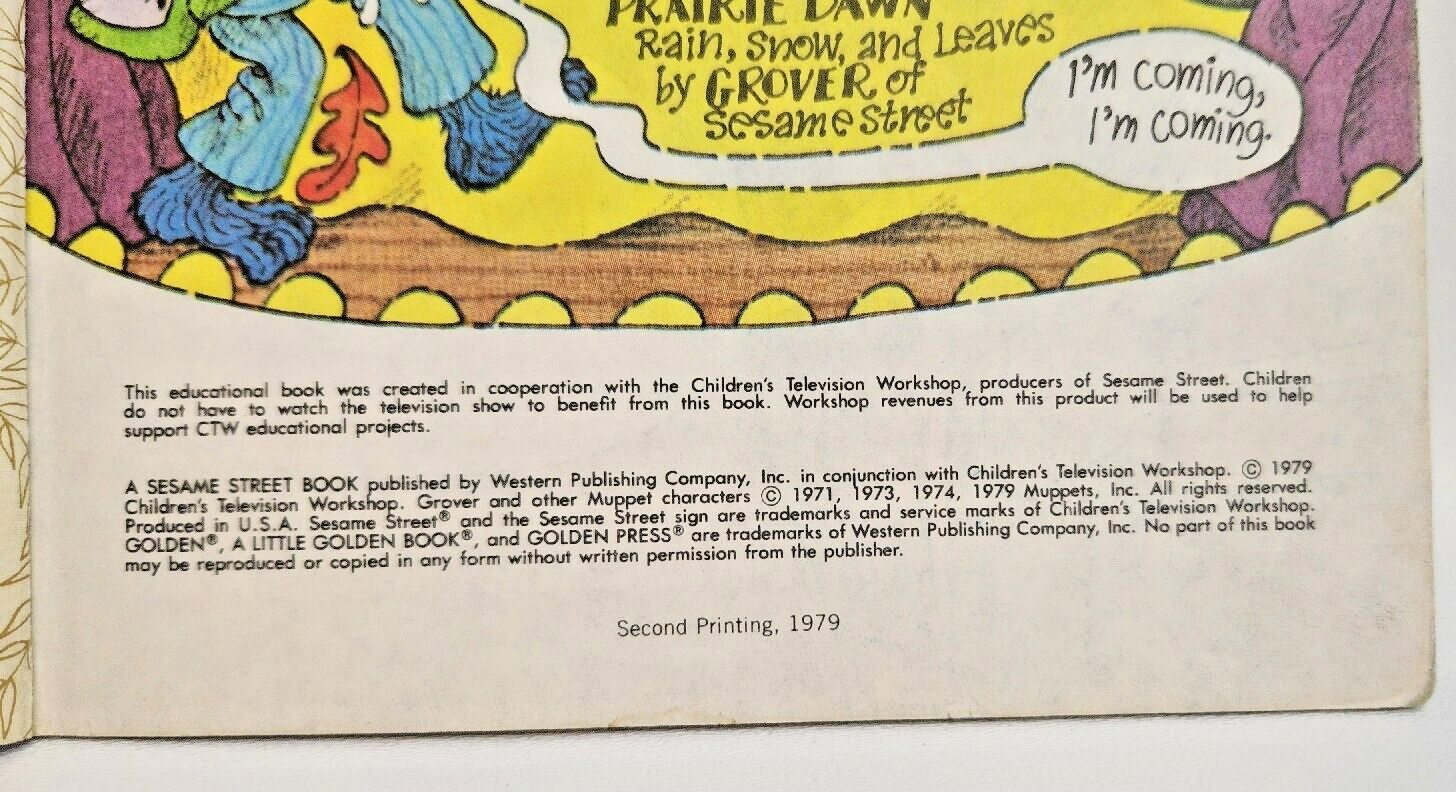 PRAIRIE DAWN
Rain, Snow, and Leaves
by GROVER of
Sesame Street
I'm coming,
I'm coming.
This educational book was created in cooperation with the Children's Television Workshop, producers of Sesame Street. Children
do not have to watch the television show to benefit from this book. Workshop revenues from this product will be used to help
support CTW educational projects.
A SESAME STREET BOOK published by Western Publishing Company, Inc. in conjunction with Children's Television Workshop. © 1979
Children's Television Workshop. Grover and other Muppet characters © 1971, 1973, 1974, 1979 Muppets, Inc. All rights reserved.
Produced in U.S.A. Sesame Street® and the Sesame Street sign are trademarks and service marks of Children's Television Workshop.
GOLDEN®, A LITTLE GOLDEN BOOK®, and GOLDEN PRESS® are trademarks of Western Publishing Company, Inc. No part of this book
may be reproduced or copied in any form without written permission from the publisher.
Second Printing, 1979